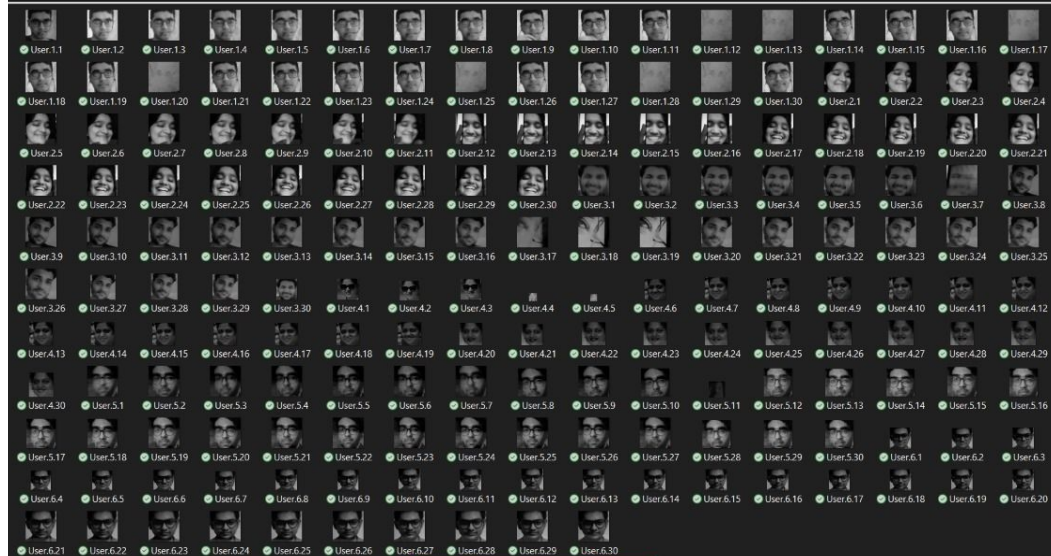 User.1.1 User.1.2 User.1.3 User.1.4 User.1.5 User.1.6 User.1.7 User.1.8 User.1.9 User.1.10 User.1.11 User.1.12 User.1.13 User.1.14 User.1.15 User.1.16 User.1.17
User.1.18 User.1.19 User.1.20 User.1.21 User.1.22 User.1.23 User.1.24 User.1.25 User.1.26 User.1.27 User.1.28 User.1.29 User.1.30 User.2.1 User.2.2 User.2.3 User.2.4
User.2.5 User.2.6 User.2.7 User.2.8 User.2.9 User.2.10 User.2.11 User.2.12 User.2.13 User.2.14 User.2.15 User.2.16 User.2.17 User.2.18 User.2.19 User.2.20 User.2.21
User.2.22 User.2.23 User.2.24 User.2.25 User.2.26 User.2.27 User.2.28 User.2.29 User.2.30 User.3.1 User.3.2 User.3.3 User.3.4 User.3.5 User.3.6 User.3.7 User.3.8
User.3.9 User.3.10 User.3.11 User.3.12 User.3.13 User.3.14 User.3.15 User.3.16 User.3.17 User.3.18 User.3.19 User.3.20 User.3.21 User.3.22 User.3.23 User.3.24 User.3.25
User.3.26 User.3.27 User.3.28 User.3.29 User.3.30 User.4.1 User.4.2 User.4.3 User.4.4 User.4.5 User.4.6 User.4.7 User.4.8 User.4.9 User.4.10 User.4.11 User.4.12
User.4.13 User.4.14 User.4.15 User.4.16 User.4.17 User.4.18 User.4.19 User.4.20 User.4.21 User.4.22 User.4.23 User.4.24 User.4.25 User.4.26 User.4.27 User.4.28 User.4.29
User.4.30 User.5.1 User.5.2 User.5.3 User.5.4 User.5.5 User.5.6 User.5.7 User.5.8 User.5.9 User.5.10 User.5.11 User.5.12 User.5.13 User.5.14 User.5.15 User.5.16
User.5.17 User.5.18 User.5.19 User.5.20 User.5.21 User.5.22 User.5.23 User.5.24 User.5.25 User.5.26 User.5.27 User.5.28 User.5.29 User.5.30 User.6.1 User.6.2 User.6.3
User.6.4 User.6.5 User.6.6 User.6.7 User.6.8 User.6.9 User.6.10 User.6.11 User.6.12 User.6.13 User.6.14 User.6.15 User.6.16 User.6.17 User.6.18 User.6.19 User.6.20
User.6.21 User.6.22 User.6.23 User.6.24 User.6.25 User.6.26 User.6.27 User.6.28 User.6.29 User.6.30